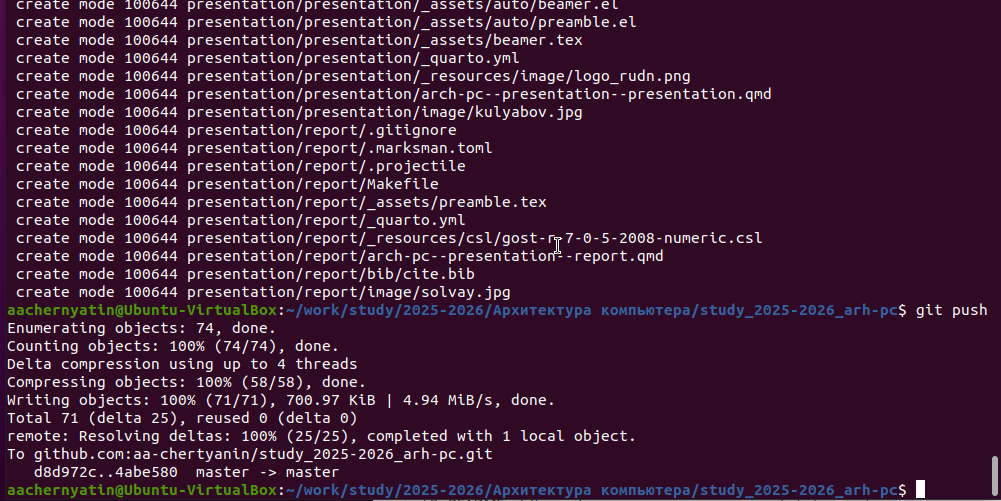 create mode 100644 presentation/presentation/_assets/auto/beamer.el
create mode 100644 presentation/presentation/_assets/auto/preamble.el
create mode 100644 presentation/presentation/_assets/beamer.tex
create mode 100644 presentation/presentation/_quarto.yml
create mode 100644 presentation/presentation/_resources/image/logo_rudn.png
create mode 100644 presentation/presentation/arch-pc--presentation--presentation.qmd
create mode 100644 presentation/presentation/image/kulyabov.jpg
create mode 100644 presentation/report/.gitignore
create mode 100644 presentation/report/.marksman.toml
create mode 100644 presentation/report/.projectile
create mode 100644 presentation/report/Makefile
create mode 100644 presentation/report/_assets/preamble.tex
create mode 100644 presentation/report/_quarto.yml
create mode 100644 presentation/report/_resources/csl/gost-r-7-0-5-2008-numeric.csl
create mode 100644 presentation/report/arch-pc--presentation--report.qmd
create mode 100644 presentation/report/bib/cite.bib
create mode 100644 presentation/report/image/solvay.jpg
aachernyatin@Ubuntu-VirtualBox:~/work/study/2025-2026/Архитектура компьютера/study_2025-2026_arh-pc$ git push
Enumerating objects: 74, done.
Counting objects: 100% (74/74), done.
Delta compression using up to 4 threads
Compressing objects: 100% (58/58), done.
Writing objects: 100% (71/71), 700.97 KiB | 4.94 MiB/s, done.
Total 71 (delta 25), reused 0 (delta 0)
remote: Resolving deltas: 100% (25/25), completed with 1 local object.
To github.com:aa-chertyanin/study_2025-2026_arh-pc.git
d8d972c..4abe580  master -> master
aachernyatin@Ubuntu-VirtualBox:~/work/study/2025-2026/Архитектура компьютера/study_2025-2026_arh-pc$